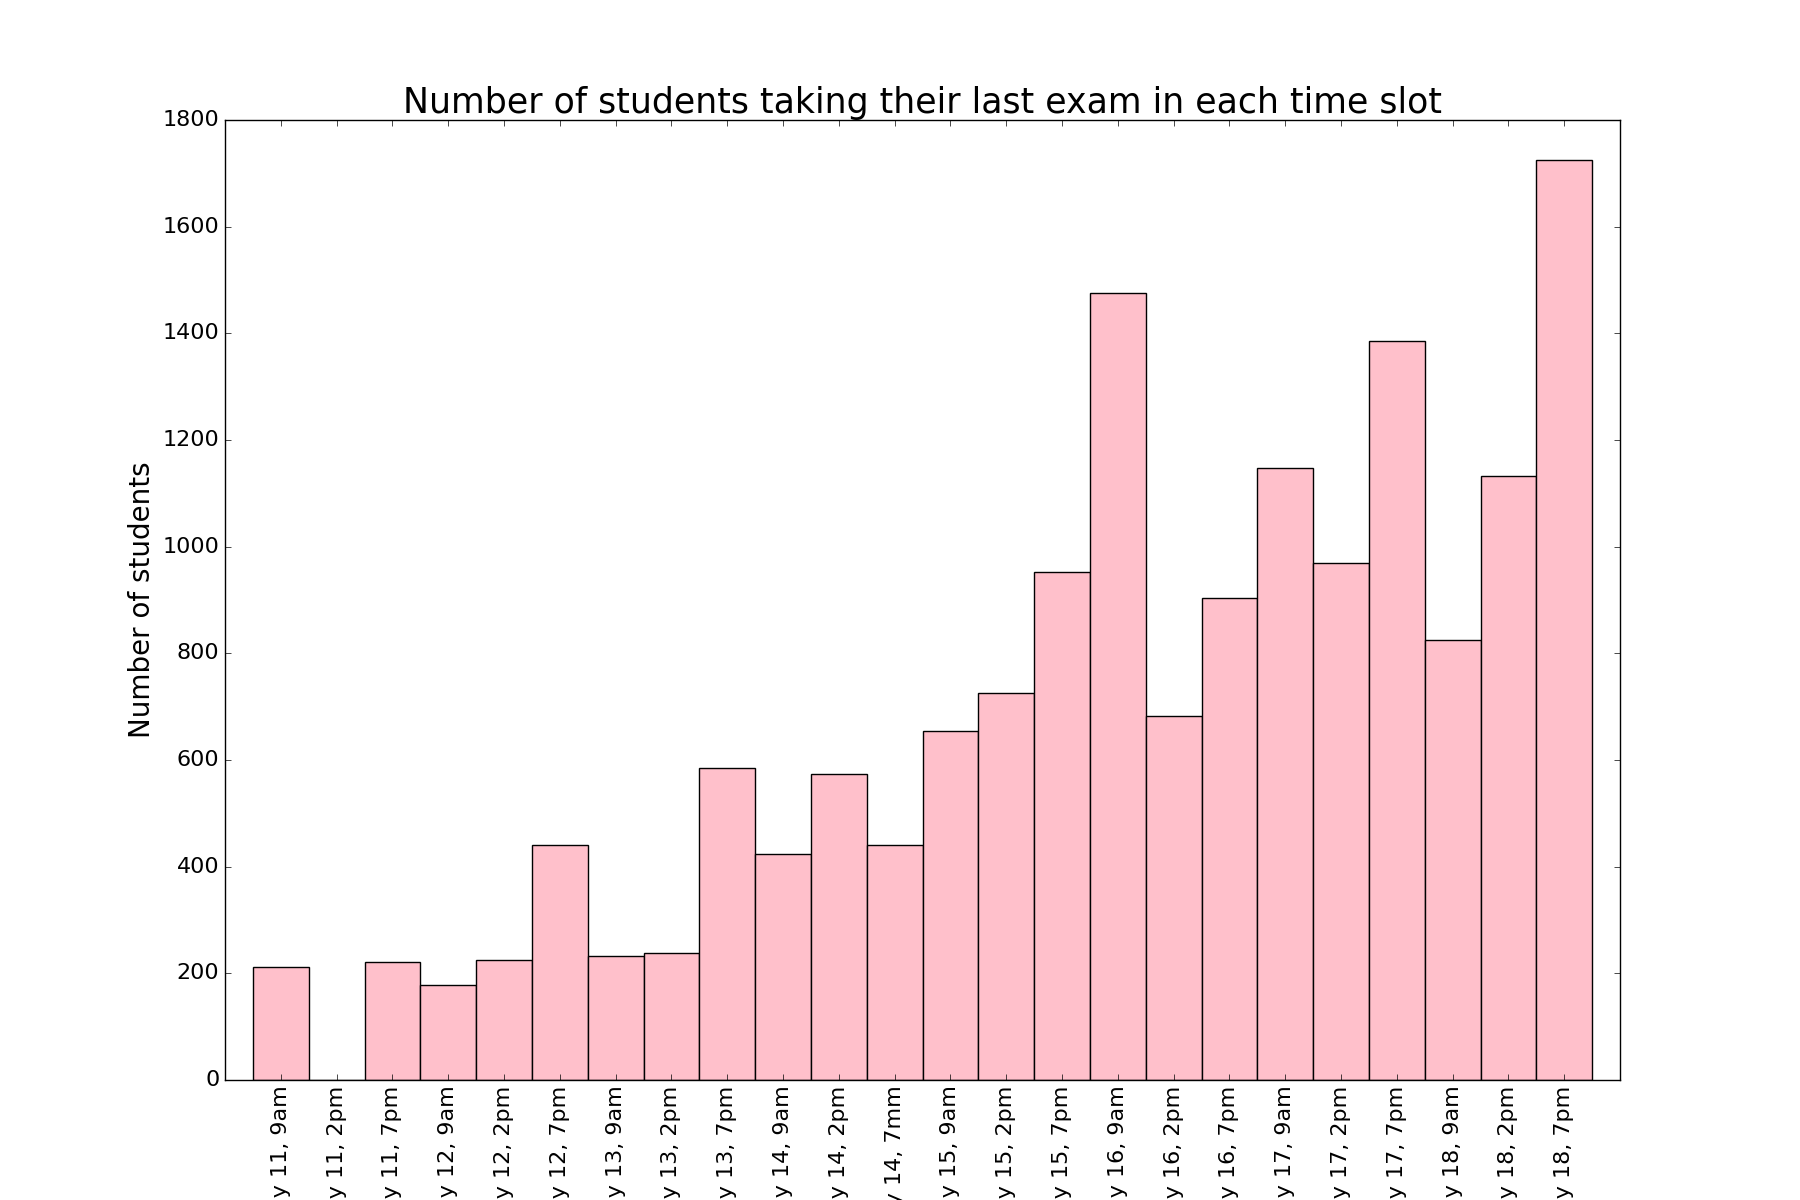 Number of students taking their last exam in each time slot
1800
1600
1400
1200
1000
800
600
400
200
0
Number of students
y 11, 9am
y 11, 2pm
y 11, 7pm
y 12, 9am
y 12, 2pm
y 12, 7pm
y 13, 9am
y 13, 2pm
y 13, 7pm
y 14, 9am
y 14, 2pm
y 14, 7mm
y 15, 9am
y 15, 2pm
y 15, 7pm
y 16, 9am
y 16, 2pm
y 16, 7pm
y 17, 9am
y 17, 2pm
y 17, 7pm
y 18, 9am
y 18, 2pm
y 18, 7pm